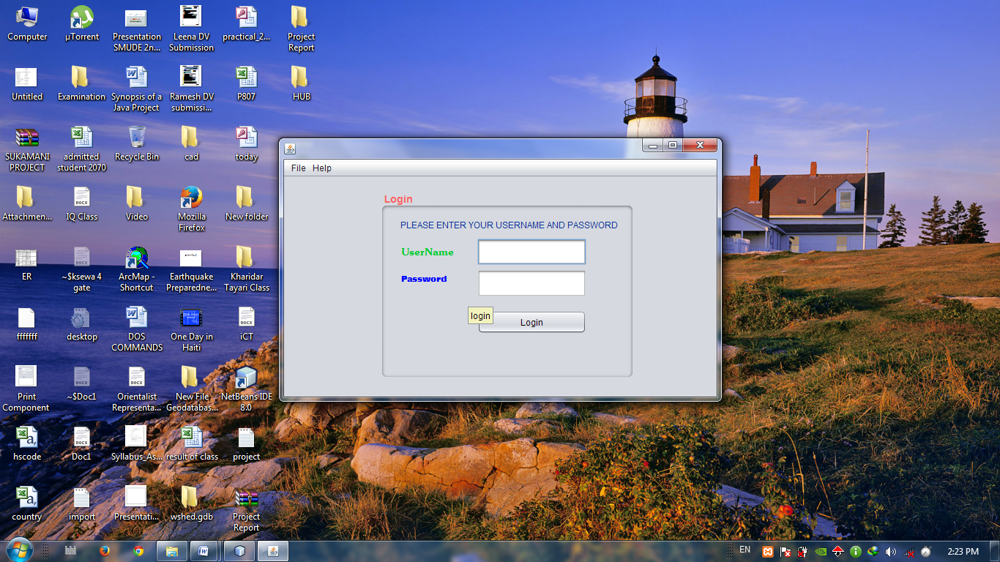 Computer
µTorrent
Presentation
SMUDE 2n...
Leena DV
Submission
practical_2...
Project
Report
Untitled
Examination
Synopsis of a
Java Project
Ramesh DV
submissi...
P807
HUB
SUKAMANI
PROJECT
admitted
student 2070
Recycle Bin
cad
today
Attachmen...
IQ Class
Video
Mozilla
Firefox
New folder
ER
~$ksewa 4
gate
ArcMap -
Shortcut
Earthquake
Preparedne...
Kharidar
Tayari Class
fffffff
desktop
DOS
COMMANDS
One Day in
Haiti
iCT
Print
Component
~$Doc1
Orientalist
Representa...
New File
Geodatabas...
NetBeans IDE
8.0
hscode
Doc1
Syllabus_As...
result of class
project
country
import
Presentati...
wshed.gdb
Project
Report
File Help
Login
PLEASE ENTER YOUR USERNAME AND PASSWORD
UserName
Password
login
Login
EN
2:23 PM